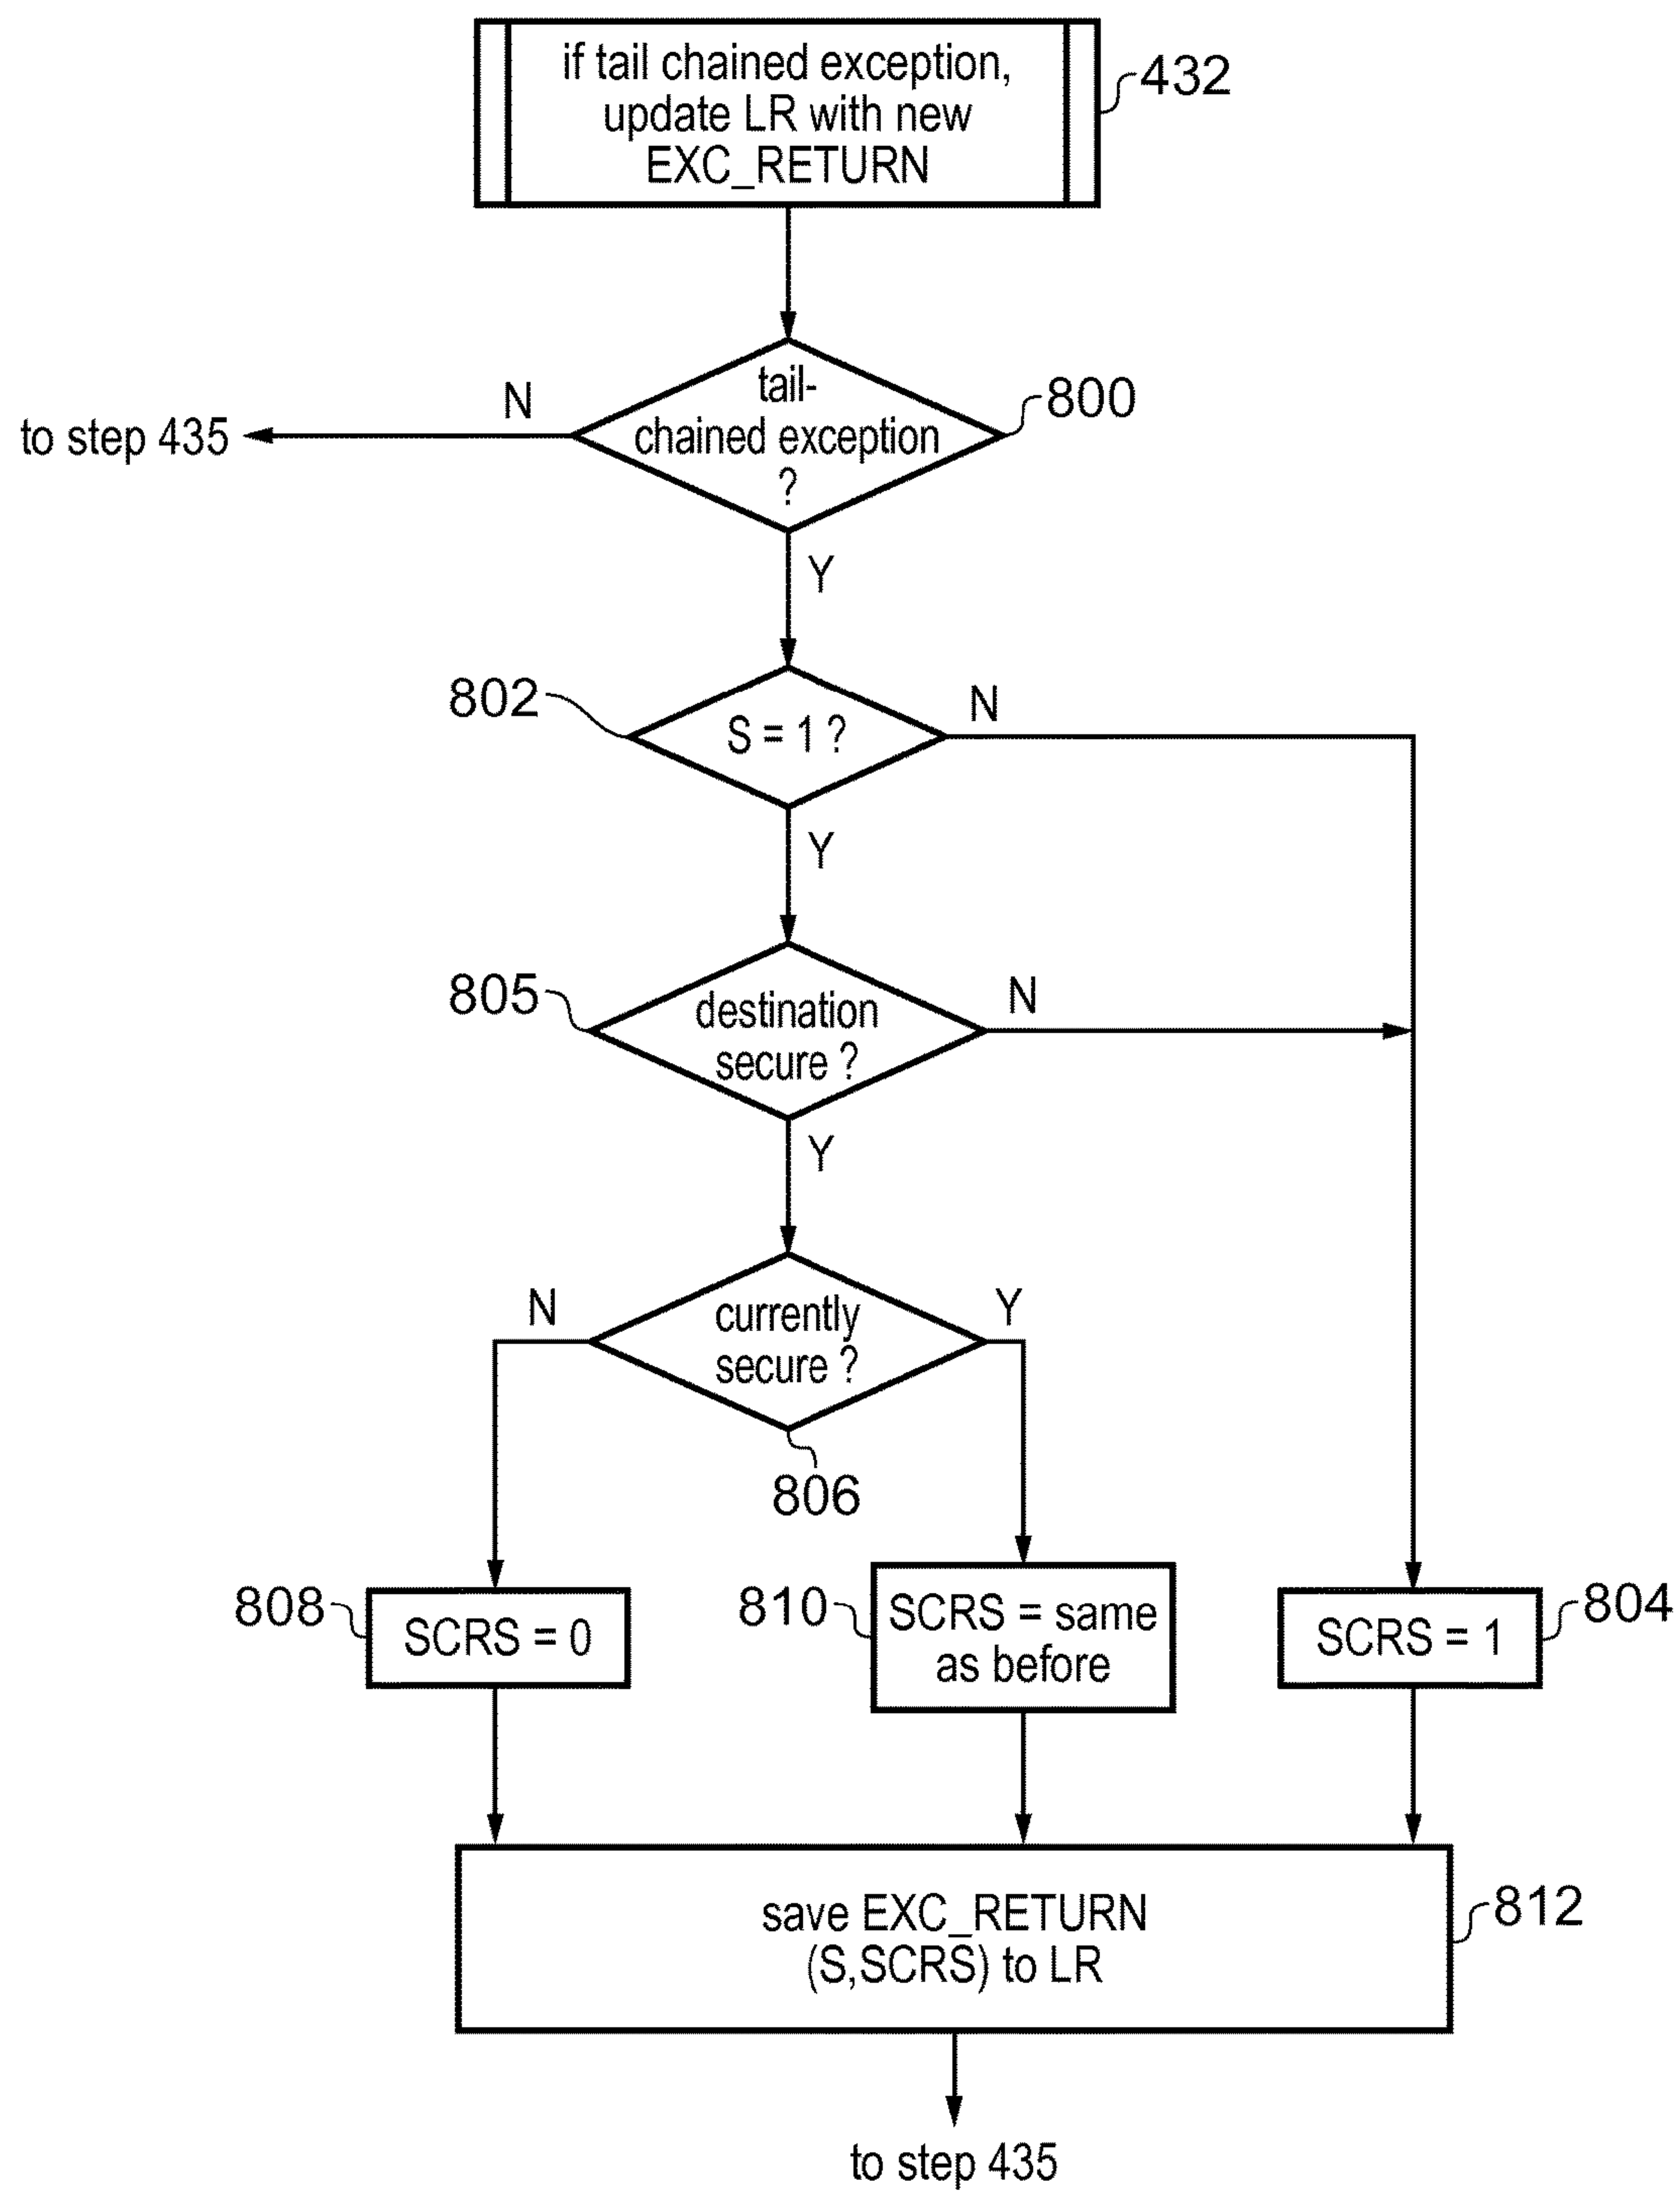 if tail chained exception,
update LR with new
EXC_RETURN
432
tail-
chained exception
?
800
N
to step 435
Y
802
S = 1 ?
N
Y
805
destination
secure ?
N
Y
N
currently
secure ?
Y
806
808
SCRS = 0
810
SCRS = same
as before
SCRS = 1
804
save EXC_RETURN
(S,SCRS) to LR
812
to step 435